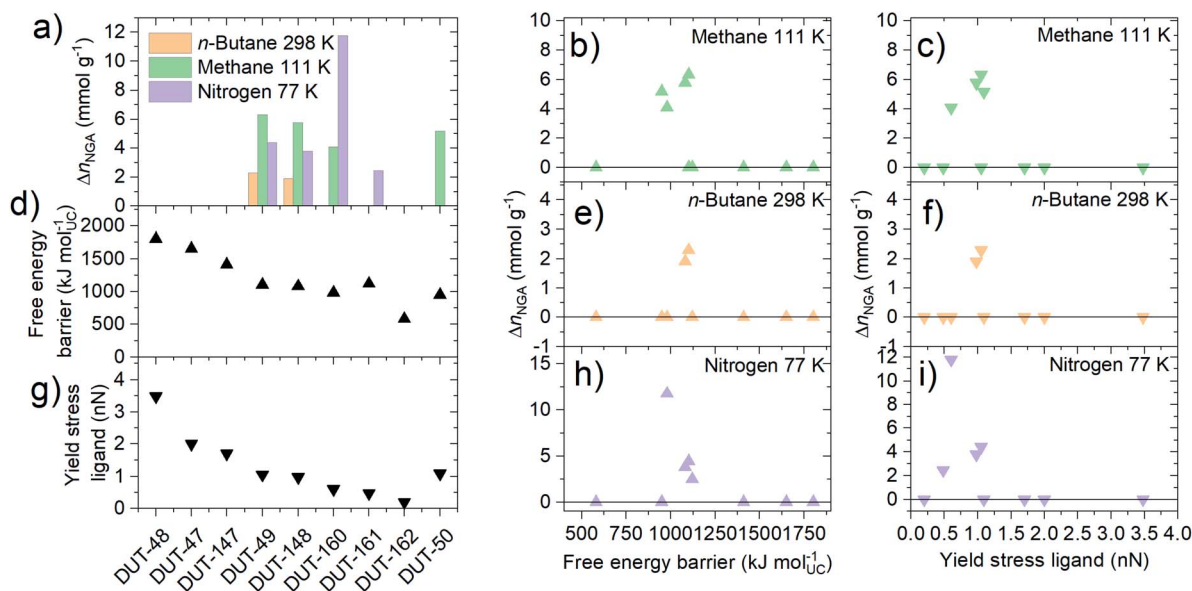 a)
Δn_NGA (mmol g⁻¹)
12
10
8
6
4
2
0
n-Butane 298 K
Methane 111 K
Nitrogen 77 K
d)
Free energy
barrier (kJ mol⁻¹_UC)
2000
1500
1000
500
0
g)
Yield stress
ligand (nN)
4
3
2
1
0
DUT-48
DUT-47
DUT-147
DUT-49
DUT-148
DUT-160
DUT-161
DUT-162
DUT-50
b)
Methane 111 K
10
8
6
4
2
0
c)
Methane 111 K
10
8
6
4
2
0
e)
n-Butane 298 K
Δn_NGA (mmol g⁻¹)
4
3
2
1
0
-1
f)
n-Butane 298 K
Δn_NGA (mmol g⁻¹)
4
3
2
1
0
-1
h)
Nitrogen 77 K
15
10
5
0
500
750
1000
1250
1500
1750
Free energy barrier (kJ mol⁻¹_UC)
i)
Nitrogen 77 K
12
10
8
6
4
2
0
0.0
0.5
1.0
1.5
2.0
2.5
3.0
3.5
4.0
Yield stress ligand (nN)